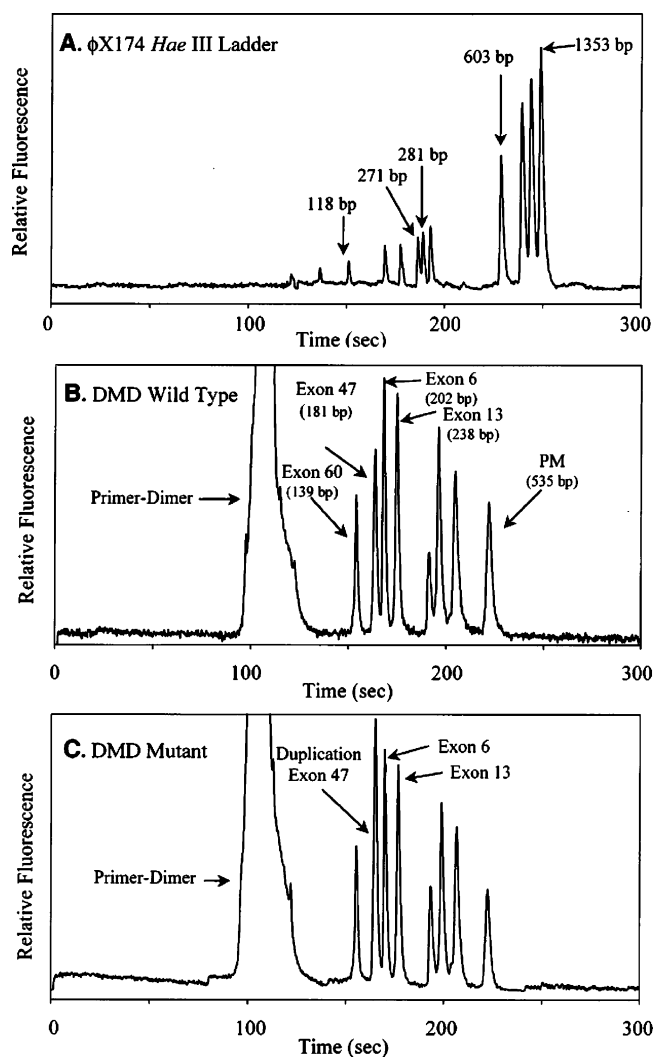 A. φX174 Hae III Ladder
603 bp
1353 bp
281 bp
271 bp
118 bp
Relative Fluorescence
100
200
300
Time (sec)
B. DMD Wild Type
Exon 47
(181 bp)
Exon 6
(202 bp)
Exon 13
(238 bp)
Exon 60
(139 bp)
PM
(535 bp)
Primer-Dimer
Relative Fluorescence
0
100
200
300
Time (sec)
C. DMD Mutant
Duplication
Exon 47
Exon 6
Exon 13
Primer-Dimer
Relative Fluorescence
0
100
200
300
Time (sec)